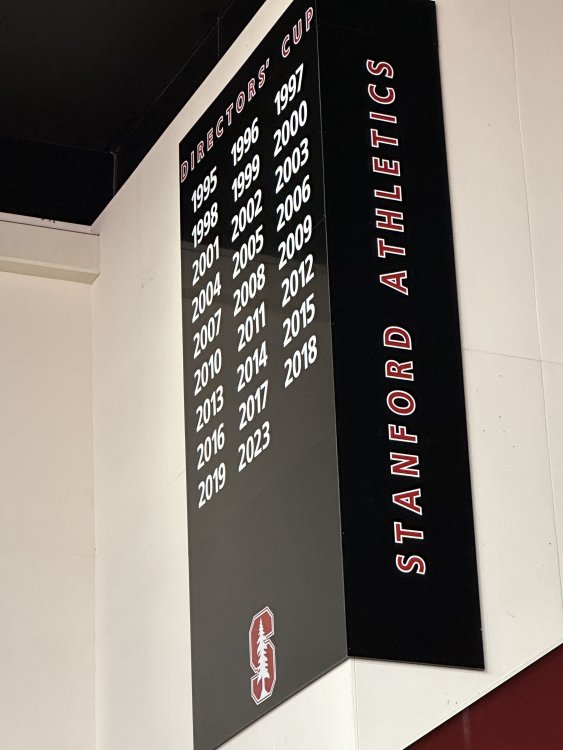 DIRECTORS' CUP
1995 1996 1997
1998 1999 2000
2001 2002 2003
2004 2005 2006
2007 2008 2009
2010 2011 2012
2013 2014 2015
2016 2017 2018
2019 2023
STANFORD ATHLETICS
S